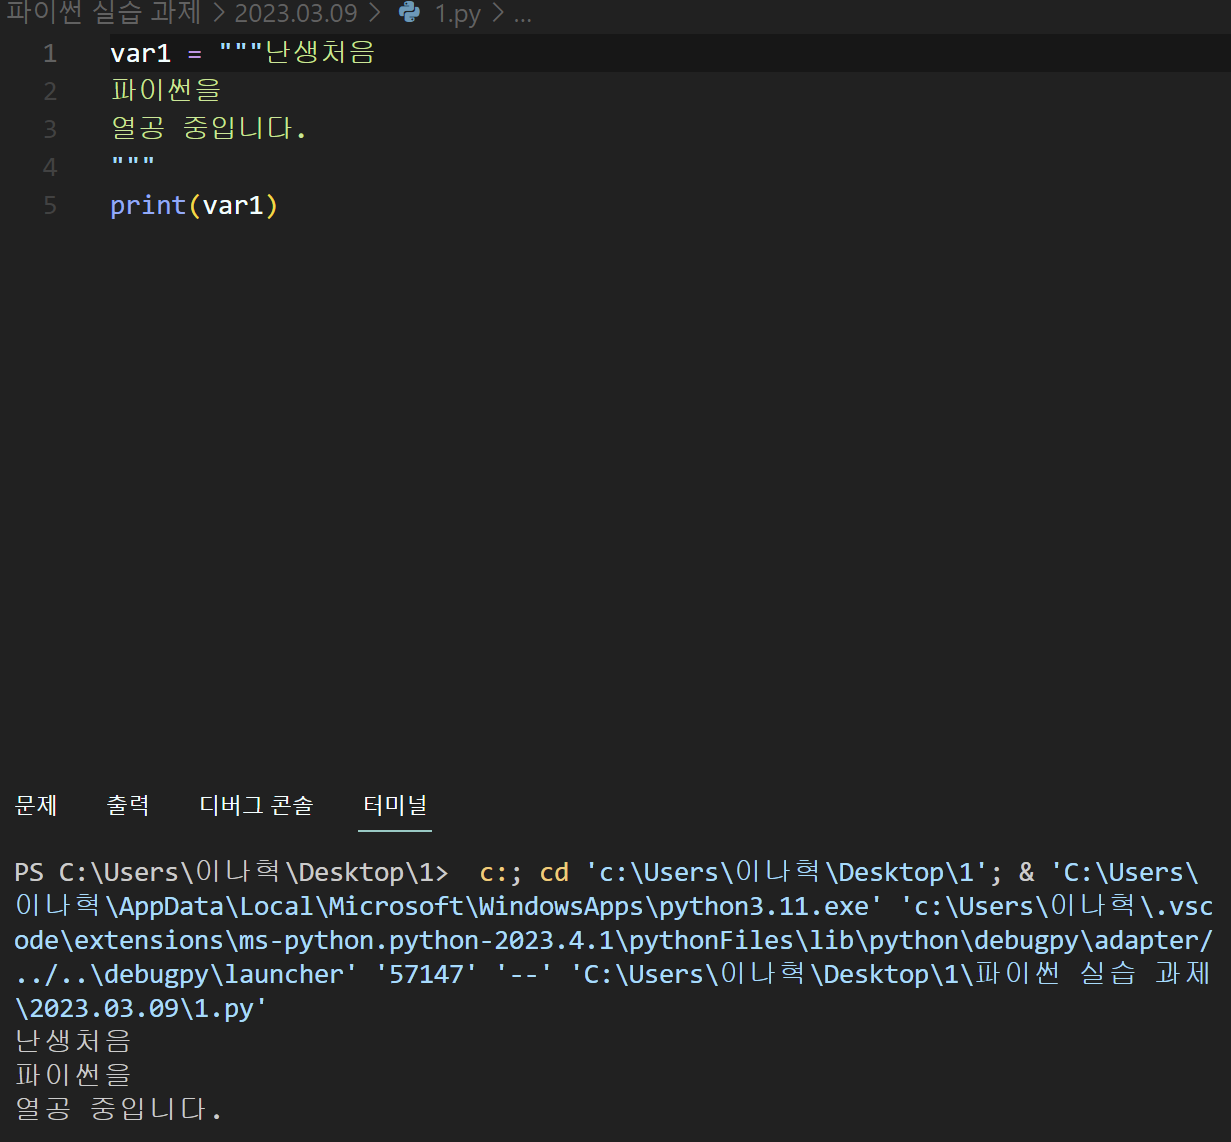 파이썬 실습 과제 > 2023.03.09 > 1.py > ...
1 var1 = """난생처음
2 파이썬을
3 열공 중입니다.
4 """
5 print(var1)
문제 출력 디버그 콘솔 터미널
PS C:\Users\이나혁\Desktop\1>  c:; cd 'c:\Users\이나혁\Desktop\1'; & 'C:\Users\
이나혁\AppData\Local\Microsoft\WindowsApps\python3.11.exe' 'c:\Users\이나혁\.vsc
ode\extensions\ms-python.python-2023.4.1\pythonFiles\lib\python\debugpy\adapter/
../..\debugpy\launcher' '57147' '--' 'C:\Users\이나혁\Desktop\1\파이썬 실습 과제
\2023.03.09\1.py'
난생처음
파이썬을
열공 중입니다.